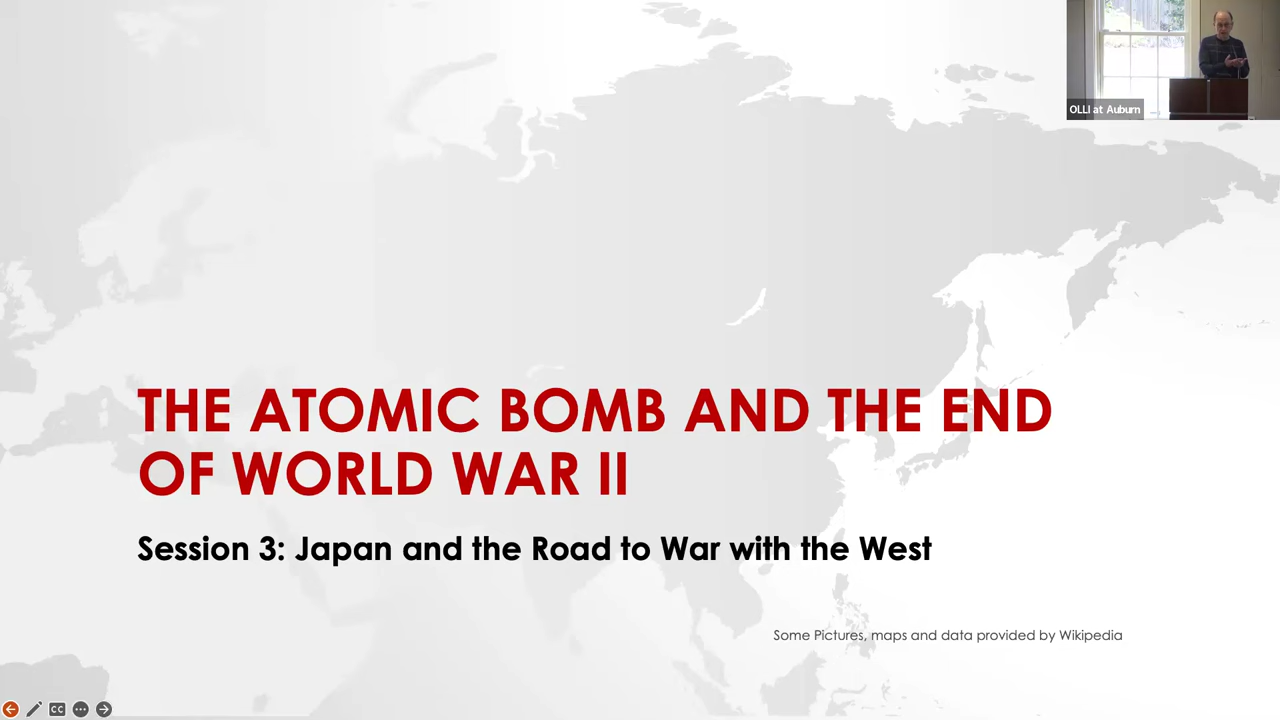 OLLI at Auburn
THE ATOMIC BOMB AND THE END
OF WORLD WAR II
Session 3: Japan and the Road to War with the West
Some Pictures, maps and data provided by Wikipedia
CC